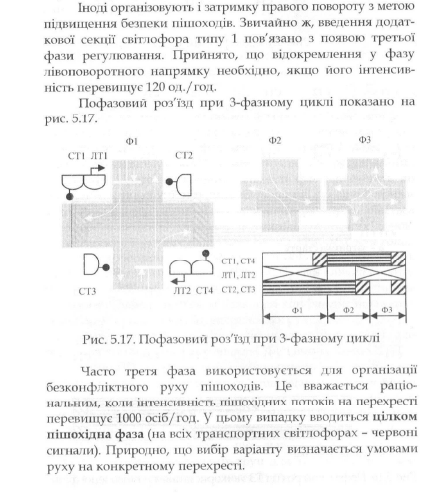 Іноді організовують і затримку правого повороту з метою
підвищення безпеки пішоходів. Звичайно ж, введення додат-
кової секції світлофора типу 1 пов'язано з появою третьої
фази регулювання. Прийнято, що відокремлення у фазу
лівоповоротного напрямку необхідно, якщо його інтенсив-
ність перевищує 120 од./год.
Пофазовий роз'їзд при 3-фазному циклі показано на
рис. 5.17.
Ф1 Ф2 Ф3
СТ1 ЛТ1 СТ2
СТ3 ЛТ2 СТ4
СТ1, СТ4
ЛТ1, ЛТ2
СТ2, СТ3
Ф1 Ф2 Ф3
Рис. 5.17. Пофазовий роз'їзд при 3-фазному циклі
Часто третя фаза використовується для організації
безконфліктного руху пішоходів. Це вважається раціо-
нальним, коли інтенсивність пішохідних потоків на перехресті
перевищує 1000 осіб/год. У цьому випадку вводиться цілком
пішохідна фаза (на всіх транспортних світлофорах – червоні
сигнали). Природно, що вибір варіанту визначається умовами
руху на конкретному перехресті.